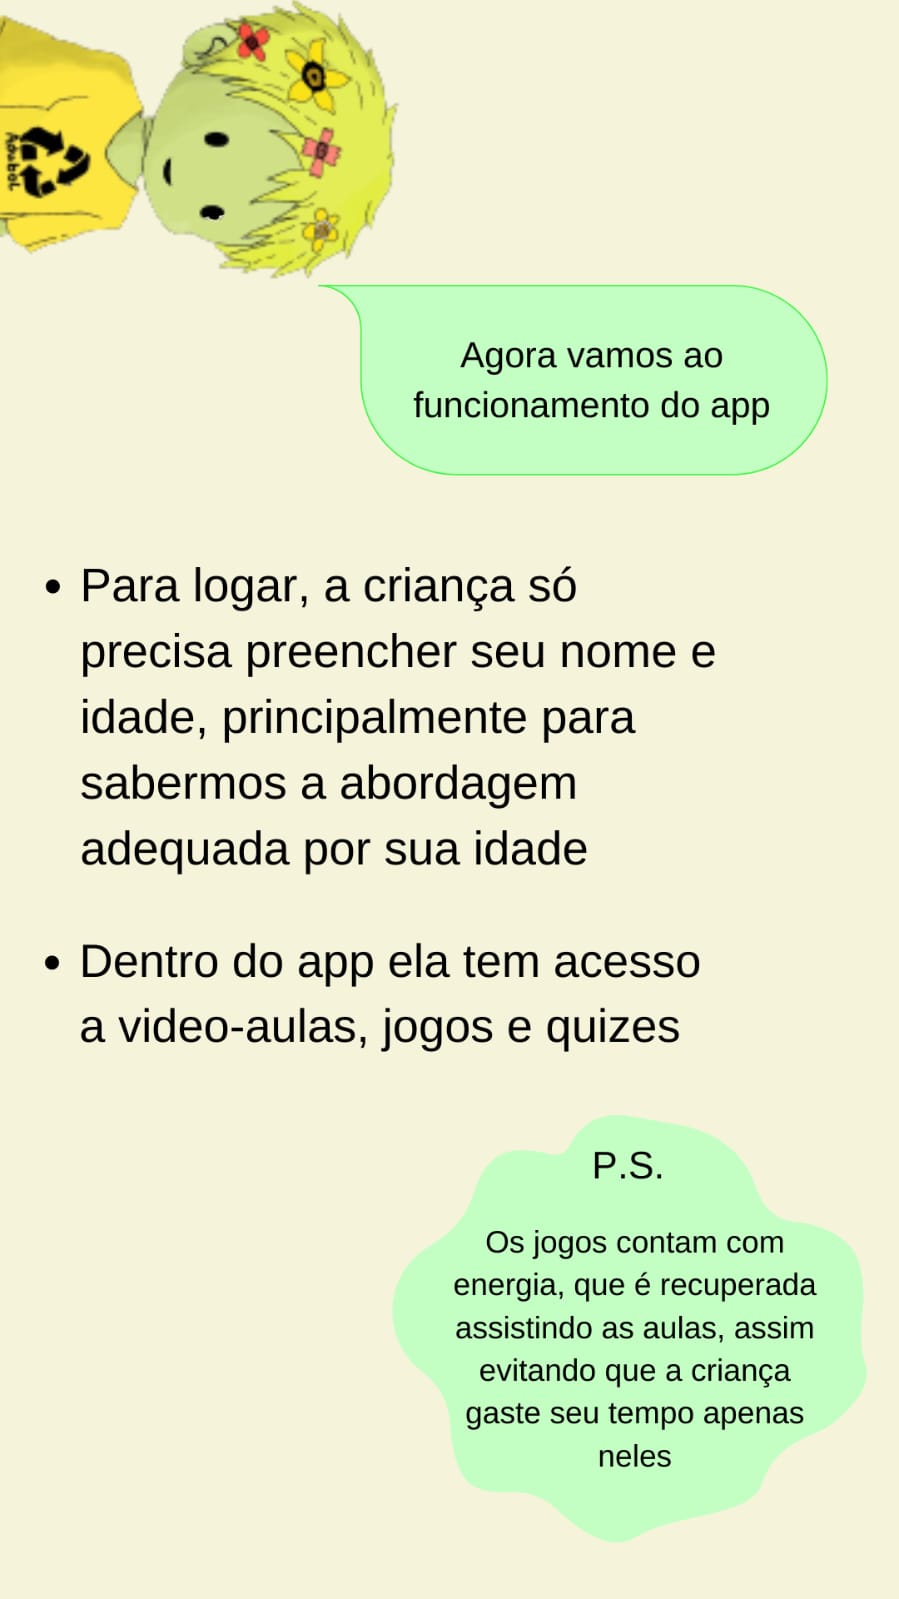 Adubol
Agora vamos ao
funcionamento do app
• Para logar, a criança só
precisa preencher seu nome e
idade, principalmente para
sabermos a abordagem
adequada por sua idade
• Dentro do app ela tem acesso
a video-aulas, jogos e quizes
P.S.
Os jogos contam com
energia, que é recuperada
assistindo as aulas, assim
evitando que a criança
gaste seu tempo apenas
neles